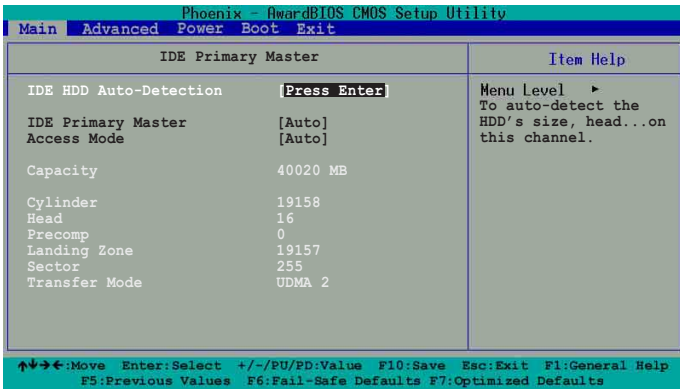 Phoenix - AwardBIOS CMOS Setup Utility
Main Advanced Power Boot Exit
IDE Primary Master
Item Help
IDE HDD Auto-Detection [Press Enter]
IDE Primary Master [Auto]
Access Mode [Auto]
Capacity 40020 MB
Cylinder 19158
Head 16
Precomp 0
Landing Zone 19157
Sector 255
Transfer Mode UDMA 2
Menu Level ►
To auto-detect the
HDD's size, head...on
this channel.
↑↓→←:Move Enter:Select +/-/PU/PD:Value F10:Save Esc:Exit F1:General Help
F5:Previous Values F6:Fail-Safe Defaults F7:Optimized Defaults